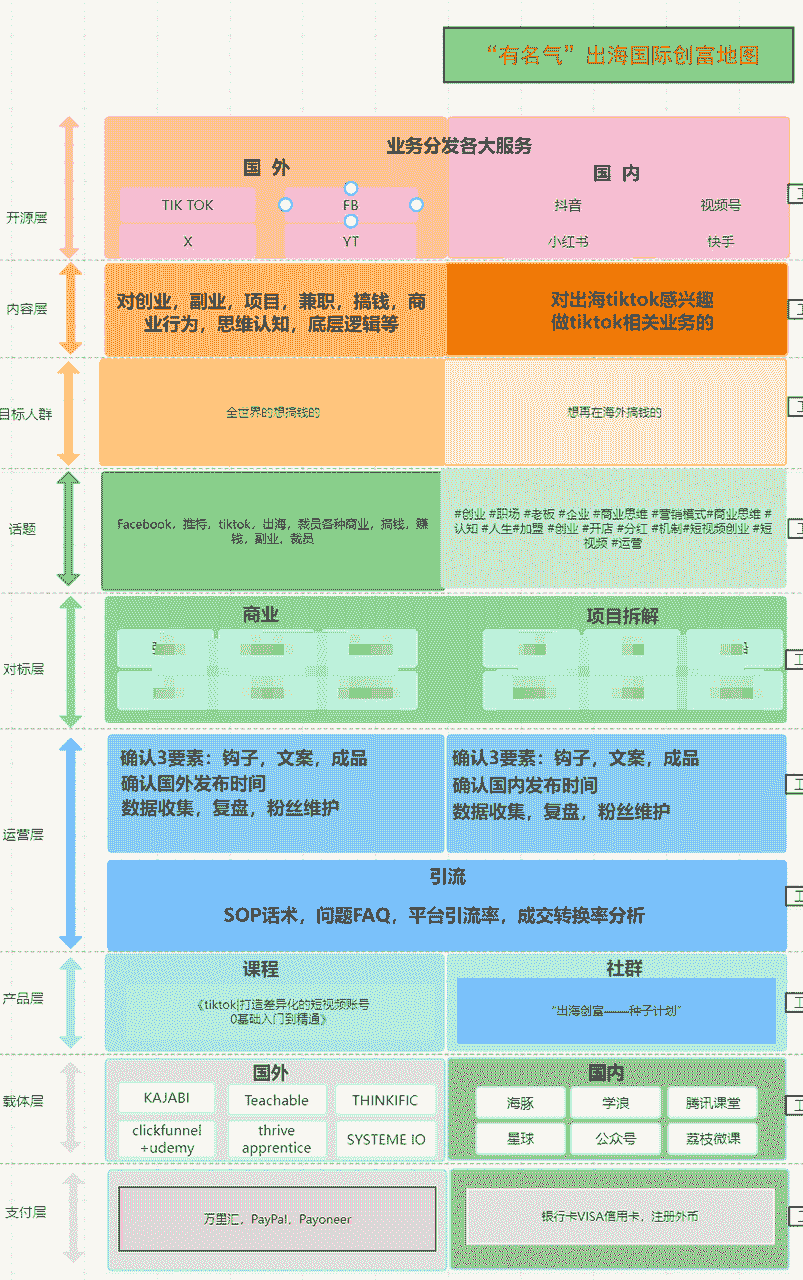 “有名气”出海国际创富地图
业务分发各大服务
国 外
国 内
开源层
TIK TOK
FB
抖音
视频号
X
YT
小红书
快手
内容层
对创业，副业，项目，兼职，搞钱，商
业行为，思维认知，底层逻辑等
对出海tiktok感兴趣
做tiktok相关业务的
目标人群
全世界的想搞钱的
想再在海外搞钱的
话题
Facebook，推特，tiktok，出海，裁员各种商业，搞钱，赚
钱，副业，裁员
#创业 #职场 #老板 #企业 #商业思维 #营销模式#商业思维 #
认知 #人生#加盟 #创业 #开店 #分红 #机制#短视频创业 #短
视频 #运营
对标层
商业
项目拆解
运营层
确认3要素：钩子，文案，成品
确认国外发布时间
数据收集，复盘，粉丝维护
确认3要素：钩子，文案，成品
确认国内发布时间
数据收集，复盘，粉丝维护
引流
SOP话术，问题FAQ，平台引流率，成交转换率分析
产品层
课程
《tiktok|打造差异化的短视频账号
0基础入门到精通》
社群
“出海创富——种子计划”
载体层
国外
KAJABI
Teachable
THINKIFIC
clickfunnel
+udemy
thrive
apprentice
SYSTEME IO
国内
海豚
学浪
腾讯课堂
星球
公众号
荔枝微课
支付层
万里汇，PayPal，Payoneer
银行卡VISA信用卡，注册外币